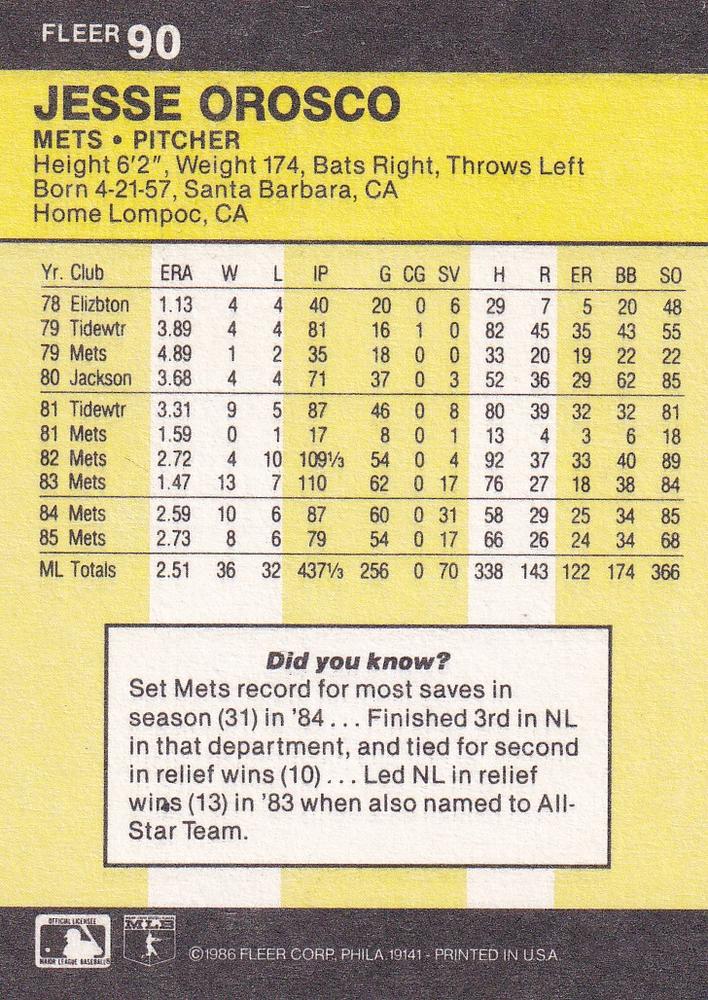 FLEER 90
JESSE OROSCO
METS • PITCHER
Height 6'2", Weight 174, Bats Right, Throws Left
Born 4-21-57, Santa Barbara, CA
Home Lompoc, CA
Yr. Club ERA W L IP G CG SV H R ER BB SO
78 Elizbton 1.13 4 4 40 20 0 6 29 7 5 20 48
79 Tidewtr 3.89 4 4 81 16 1 0 82 45 35 43 55
79 Mets 4.89 1 2 35 18 0 0 33 20 19 22 22
80 Jackson 3.68 4 4 71 37 0 3 52 36 29 62 85
81 Tidewtr 3.31 9 5 87 46 0 8 80 39 32 32 81
81 Mets 1.59 0 1 17 8 0 1 13 4 3 6 18
82 Mets 2.72 4 10 109⅓ 54 0 4 92 37 33 40 89
83 Mets 1.47 13 7 110 62 0 17 76 27 18 38 84
84 Mets 2.59 10 6 87 60 0 31 58 29 25 34 85
85 Mets 2.73 8 6 79 54 0 17 66 26 24 34 68
ML Totals 2.51 36 32 437⅓ 256 0 70 338 143 122 174 366
Did you know?
Set Mets record for most saves in
season (31) in '84 . . . Finished 3rd in NL
in that department, and tied for second
in relief wins (10) . . . Led NL in relief
wins (13) in '83 when also named to All-
Star Team.
OFFICIAL LICENSEE
MAJOR LEAGUE BASEBALL
MLB
©1986 FLEER CORP. PHILA. 19141 - PRINTED IN U.S.A.